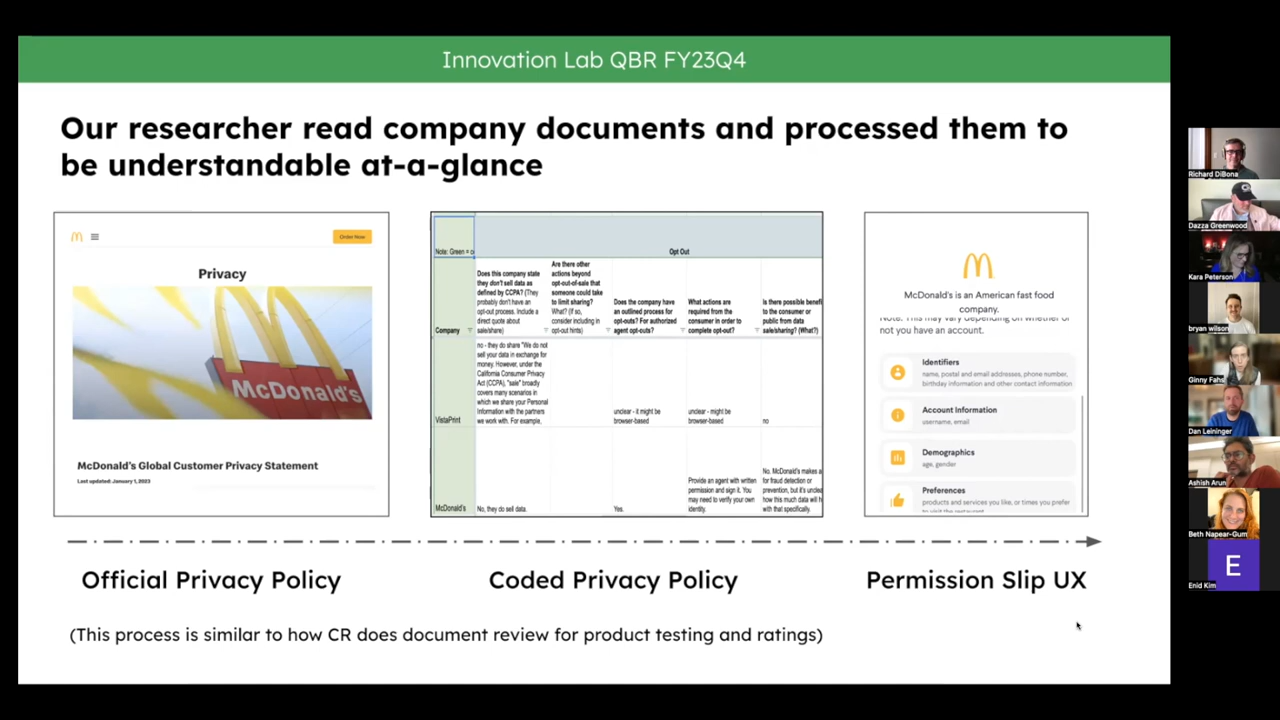 Innovation Lab QBR FY23Q4
Our researcher read company documents and processed them to
be understandable at-a-glance
Order Now
Privacy
McDonald's
McDonald's Global Customer Privacy Statement
Last updated: January 1, 2023
Note: Green =
Opt Out
Company
Does this company state
they don't sell data as
defined by CCPA? (They
probably don't have an
opt-out process. Include a
direct quote about
sale/share)
Are there other
actions beyond
opt-out-of-sale that
someone could take
to limit sharing?
What? (If so,
consider including in
opt-out hints)
Does the company have
an outlined process for
opt-outs? For authorized
agent opt-outs?
What actions are
required from the
consumer in order to
complete opt-out?
Is there possible benefi
to the consumer or
public from data
sale/sharing? (What?)
VistaPrint
no - they do share "We do not
sell your data in exchange for
money. However, under the
California Consumer Privacy
Act (CCPA), "sale" broadly
covers many scenarios in
which we share your Personal
Information with the partners
we work with. For example,
unclear - it might be
browser-based
unclear - might be
browser-based
no
McDonald's
No, they do sell data.
Yes.
Provide an agent with written
permission and sign it. You
may need to verify your own
identity.
No. McDonald's makes a
for fraud detection or
prevention, but it's unclea
how this much data will h
with that specifically.
McDonald's is an American fast food
company.
Note: This may vary depending on whether or
not you have an account.
Identifiers
name, postal and email addresses, phone number,
birthday information and other contact information
Account Information
username, email
Demographics
age, gender
Preferences
products and services you like, or times you prefer
to visit the restaurant
Official Privacy Policy
Coded Privacy Policy
Permission Slip UX
(This process is similar to how CR does document review for product testing and ratings)
Richard DiBona
Dazza Greenwood
Kara Peterson
bryan wilson
Ginny Fahs
Dan Leininger
Ashish Arun
Beth Napear-Gum
E
Enid Kim